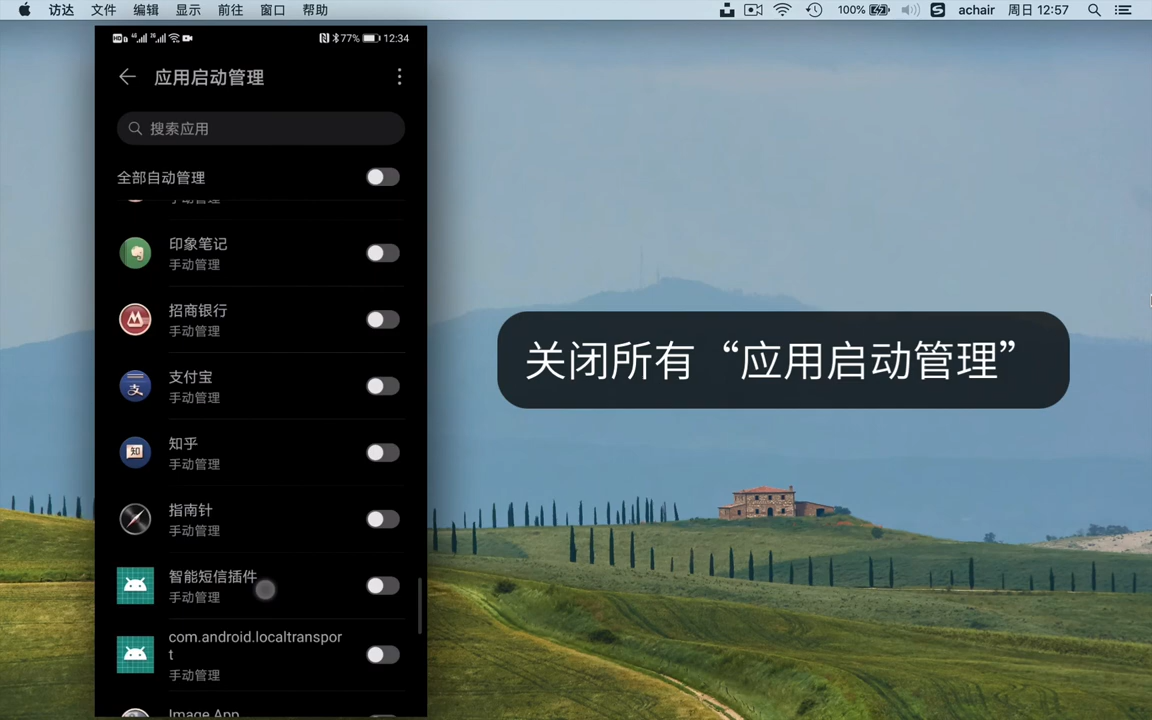 访达 文件 编辑 显示 前往 窗口 帮助
100% achair 周日 12:57
77% 12:34
应用启动管理
搜索应用
全部自动管理
手动管理
印象笔记
手动管理
招商银行
手动管理
支付宝
手动管理
知乎
手动管理
指南针
手动管理
智能短信插件
手动管理
com.android.localtranspor
t
手动管理
Image App
关闭所有“应用启动管理”